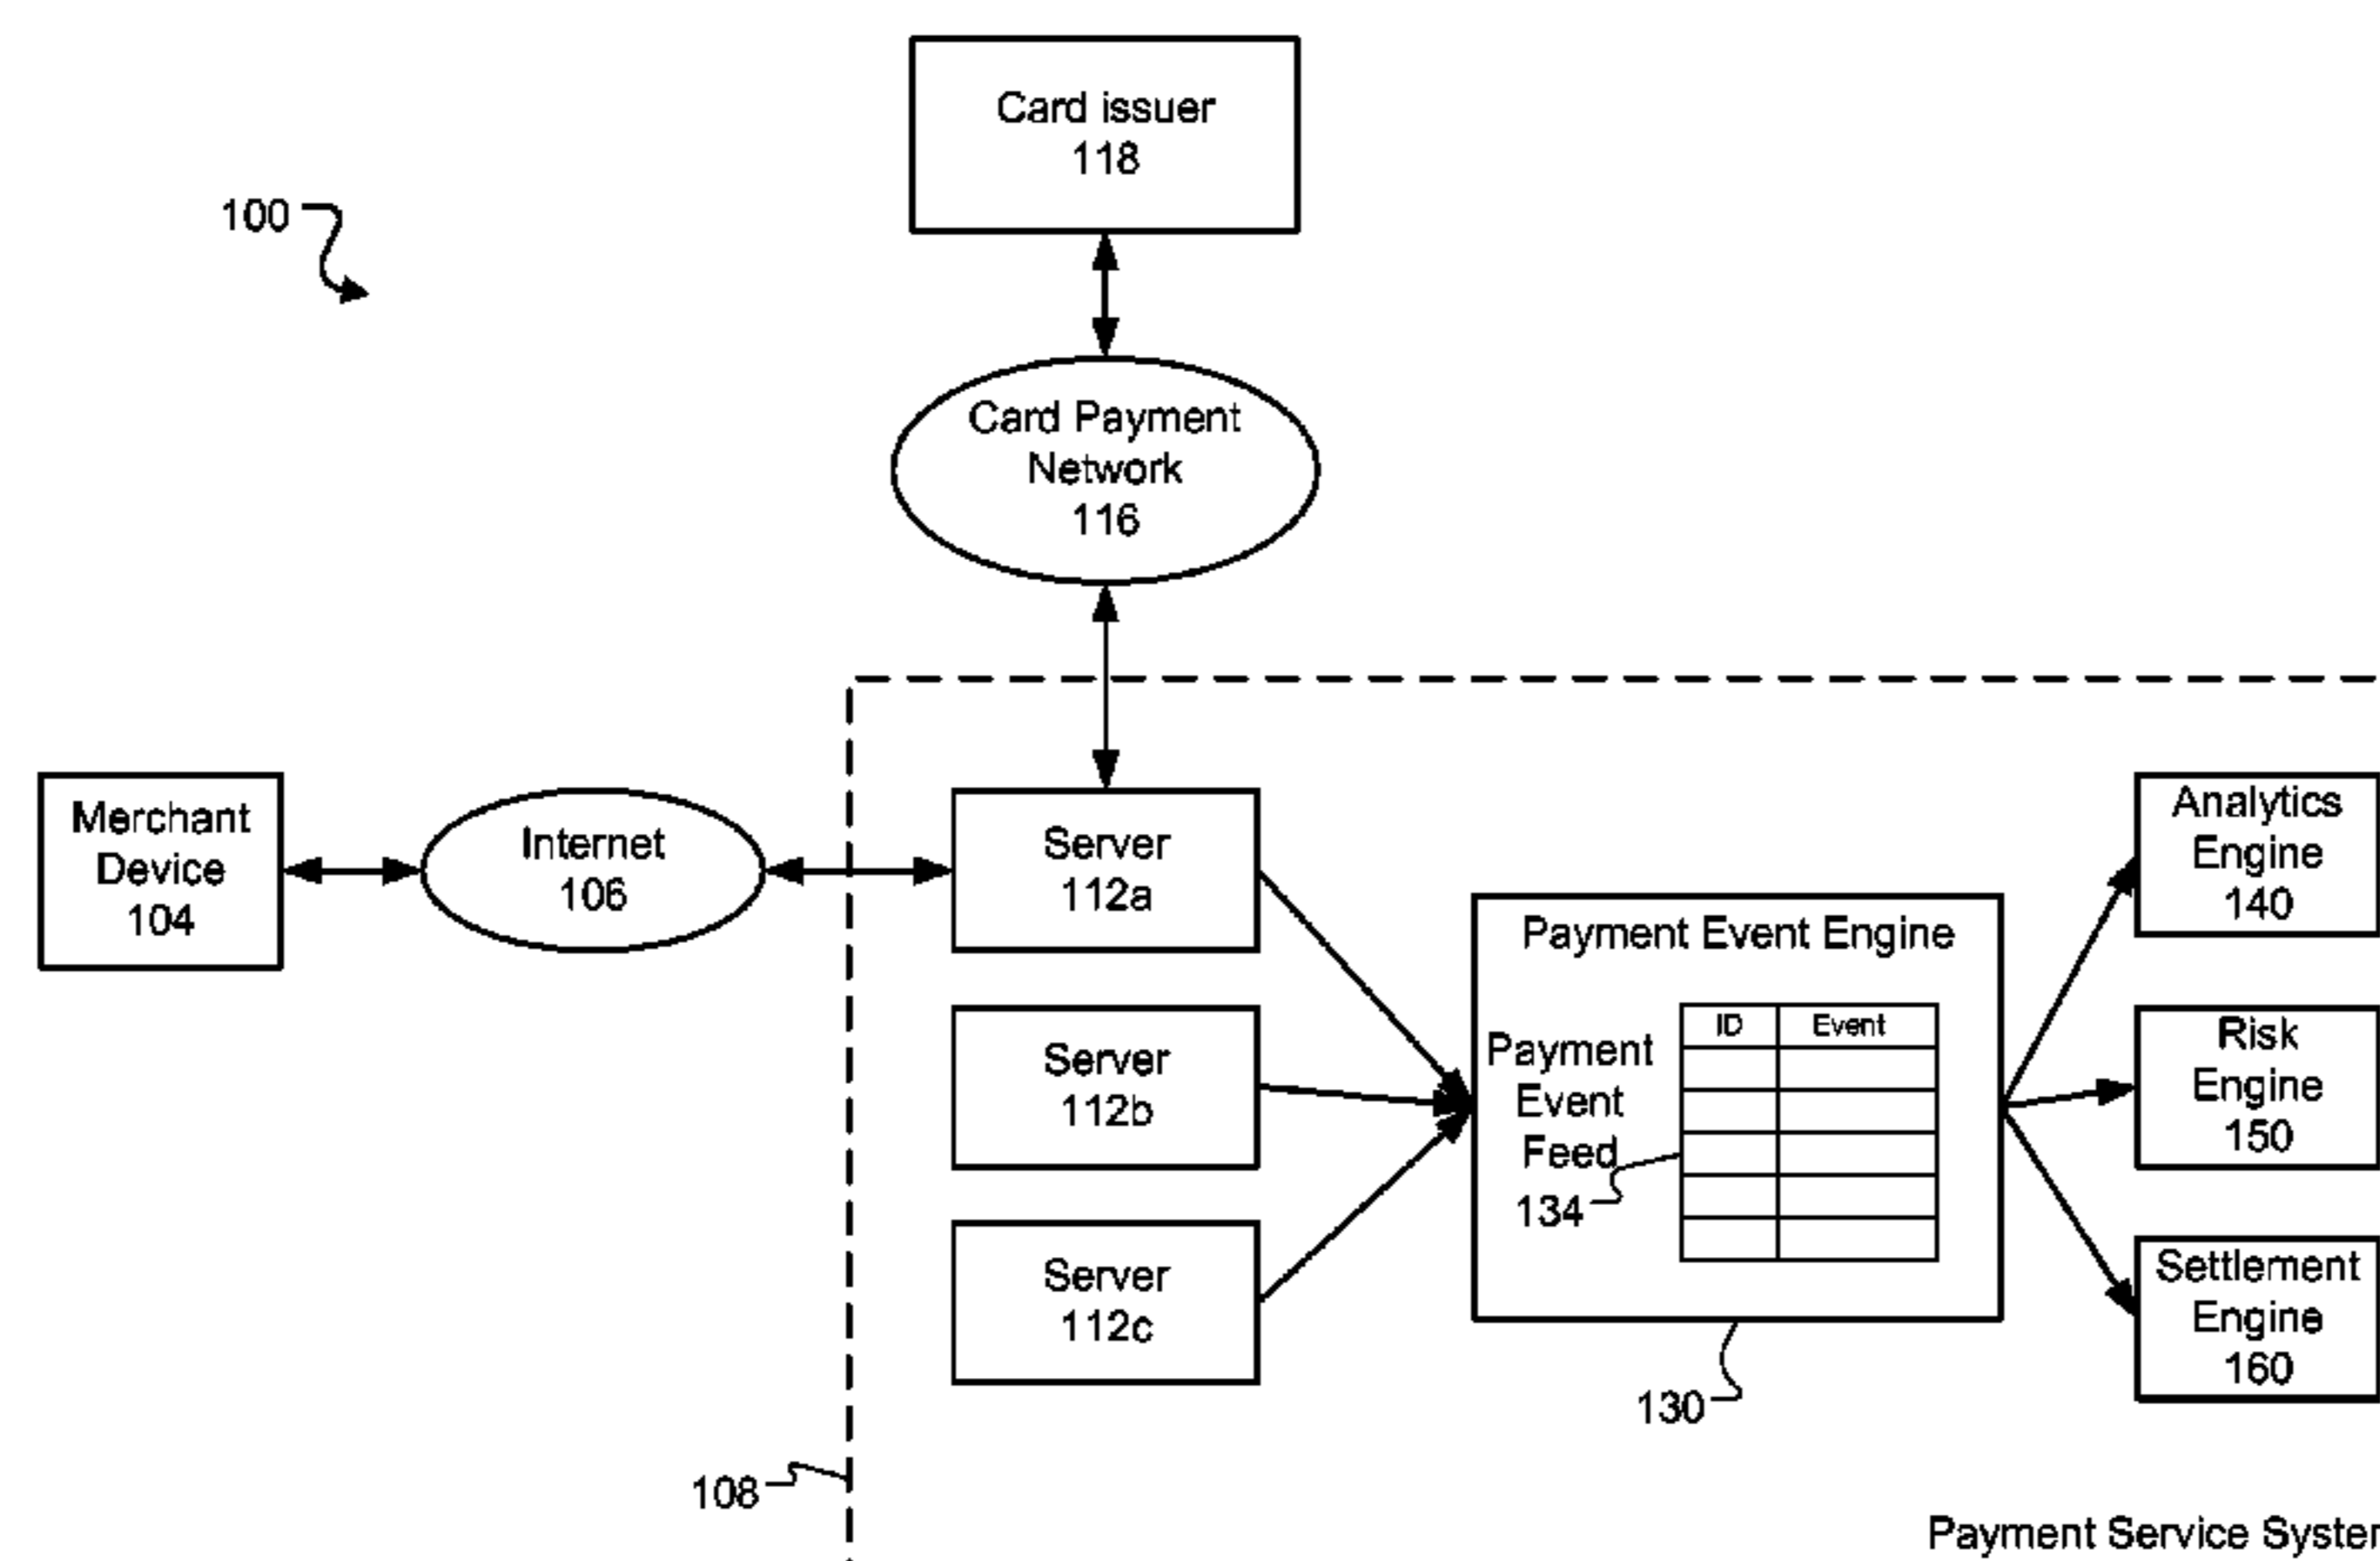 Card issuer
118
100
Card Payment
Network
116
Merchant
Device
104
Internet
106
Server
112a
Server
112b
Server
112c
Payment Event Engine
Payment
Event
Feed
134
ID
Event
130
Analytics
Engine
140
Risk
Engine
150
Settlement
Engine
160
108
Payment Service